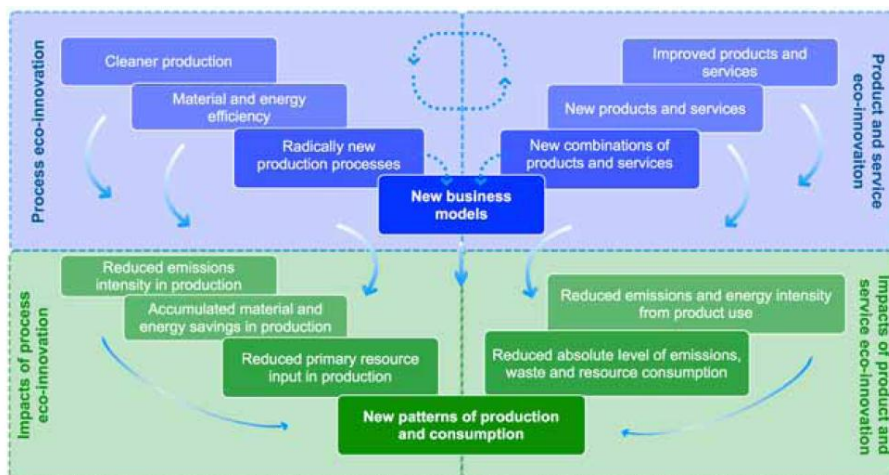 Process eco-innovation
Cleaner production
Material and energy
efficiency
Radically new
production processes
Improved products and
services
New products and services
New combinations of
products and services
Product and service
eco-innovaiton
New business
models
Impacts of process
eco-innovation
Reduced emissions
intensity in production
Accumulated material and
energy savings in production
Reduced primary resource
input in production
Reduced emissions and energy intensity
from product use
Reduced absolute level of emissions,
waste and resource consumption
Impacts of product and
service eco-innovation
New patterns of production
and consumption